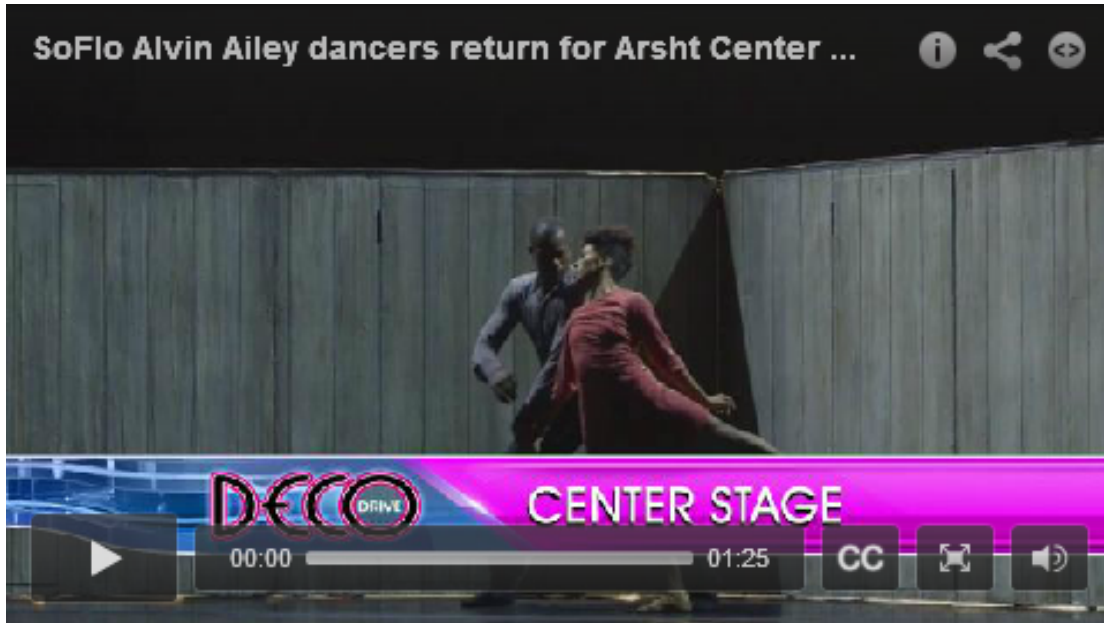 SoFlo Alvin Ailey dancers return for Arsht Center ...
DECO DRIVE CENTER STAGE
00:00 01:25 CC